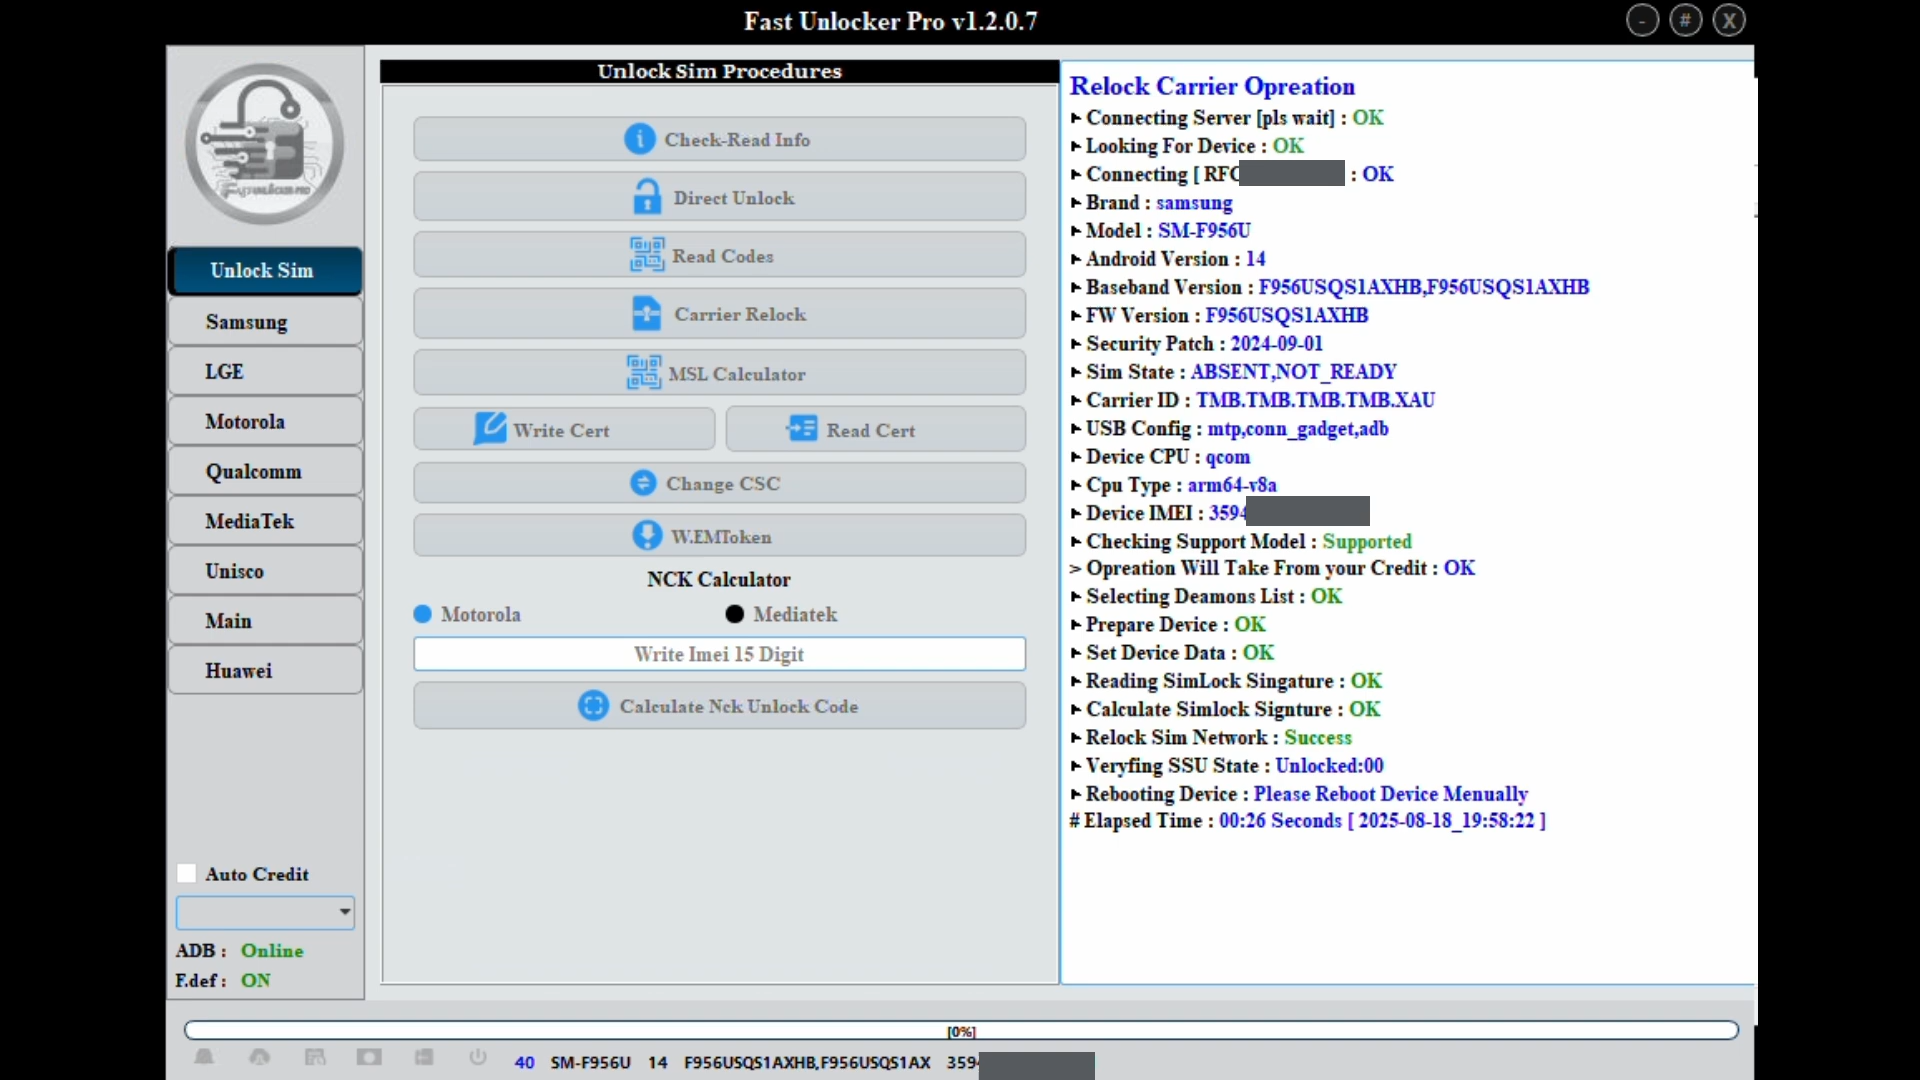 Fast Unlocker Pro v1.2.0.7
- # X
FastUnlocker Pro
Unlock Sim
Samsung
LGE
Motorola
Qualcomm
MediaTek
Unisco
Main
Huawei
Auto Credit
ADB : Online
F.def : ON
Unlock Sim Procedures
Check-Read Info
Direct Unlock
Read Codes
Carrier Relock
MSL Calculator
Write Cert
Read Cert
Change CSC
W.EMToken
NCK Calculator
Motorola
Mediatek
Write Imei 15 Digit
Calculate Nck Unlock Code
Relock Carrier Opreation
Connecting Server [pls wait] : OK
Looking For Device : OK
Connecting [ RFC : OK
Brand : samsung
Model : SM-F956U
Android Version : 14
Baseband Version : F956USQS1AXHB,F956USQS1AXHB
FW Version : F956USQS1AXHB
Security Patch : 2024-09-01
Sim State : ABSENT,NOT_READY
Carrier ID : TMB.TMB.TMB.TMB.XAU
USB Config : mtp,conn_gadget,adb
Device CPU : qcom
Cpu Type : arm64-v8a
Device IMEI : 3594
Checking Support Model : Supported
> Opreation Will Take From your Credit : OK
Selecting Deamons List : OK
Prepare Device : OK
Set Device Data : OK
Reading SimLock Singature : OK
Calculate Simlock Signture : OK
Relock Sim Network : Success
Veryfing SSU State : Unlocked:00
Rebooting Device : Please Reboot Device Menually
# Elapsed Time : 00:26 Seconds [ 2025-08-18_19:58:22 ]
[0%]
40 SM-F956U 14 F956USQS1AXHB,F956USQS1AX 359